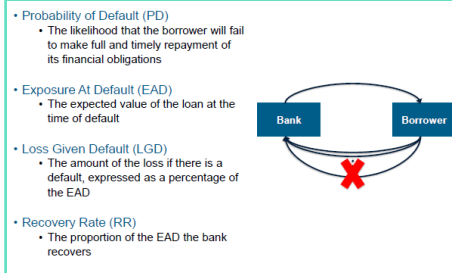 • Probability of Default (PD)
• The likelihood that the borrower will fail
to make full and timely repayment of
its financial obligations
• Exposure At Default (EAD)
• The expected value of the loan at the
time of default
• Loss Given Default (LGD)
• The amount of the loss if there is a
default, expressed as a percentage of
the EAD
• Recovery Rate (RR)
• The proportion of the EAD the bank
recovers
Bank
Borrower